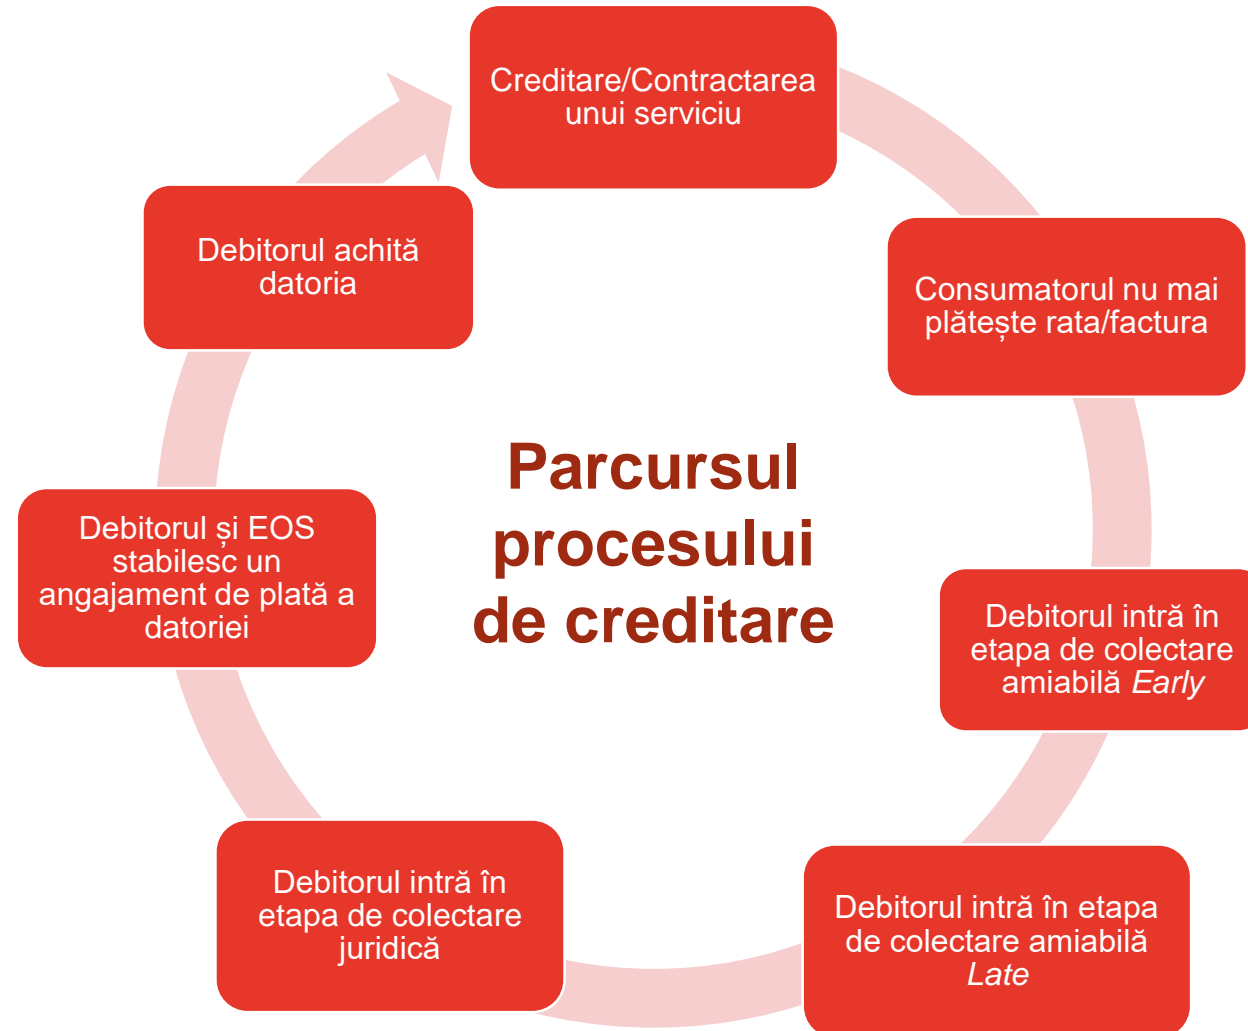 Creditare/Contractarea
unui serviciu
Consumatorul nu mai
plătește rata/factura
Debitorul intră în
etapa de colectare
amiabilă Early
Debitorul intră în etapa
de colectare amiabilă
Late
Debitorul intră în
etapa de colectare
juridică
Debitorul și EOS
stabilesc un
angajament de plată a
datoriei
Debitorul achită
datoria
Parcursul
procesului
de creditare